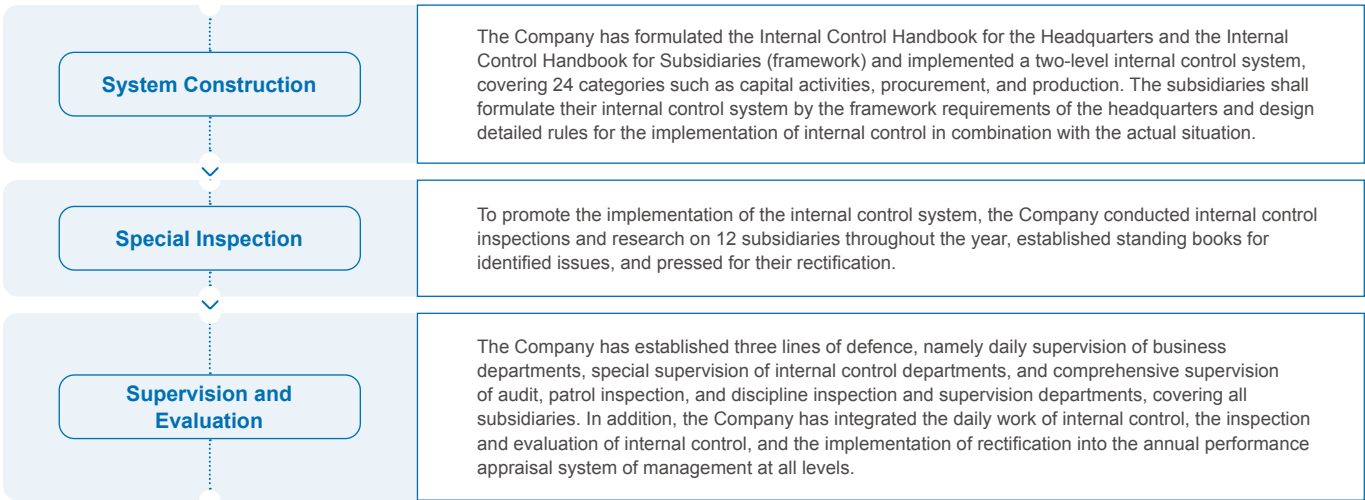 System Construction
The Company has formulated the Internal Control Handbook for the Headquarters and the Internal
Control Handbook for Subsidiaries (framework) and implemented a two-level internal control system,
covering 24 categories such as capital activities, procurement, and production. The subsidiaries shall
formulate their internal control system by the framework requirements of the headquarters and design
detailed rules for the implementation of internal control in combination with the actual situation.
Special Inspection
To promote the implementation of the internal control system, the Company conducted internal control
inspections and research on 12 subsidiaries throughout the year, established standing books for
identified issues, and pressed for their rectification.
Supervision and
Evaluation
The Company has established three lines of defence, namely daily supervision of business
departments, special supervision of internal control departments, and comprehensive supervision
of audit, patrol inspection, and discipline inspection and supervision departments, covering all
subsidiaries. In addition, the Company has integrated the daily work of internal control, the inspection
and evaluation of internal control, and the implementation of rectification into the annual performance
appraisal system of management at all levels.